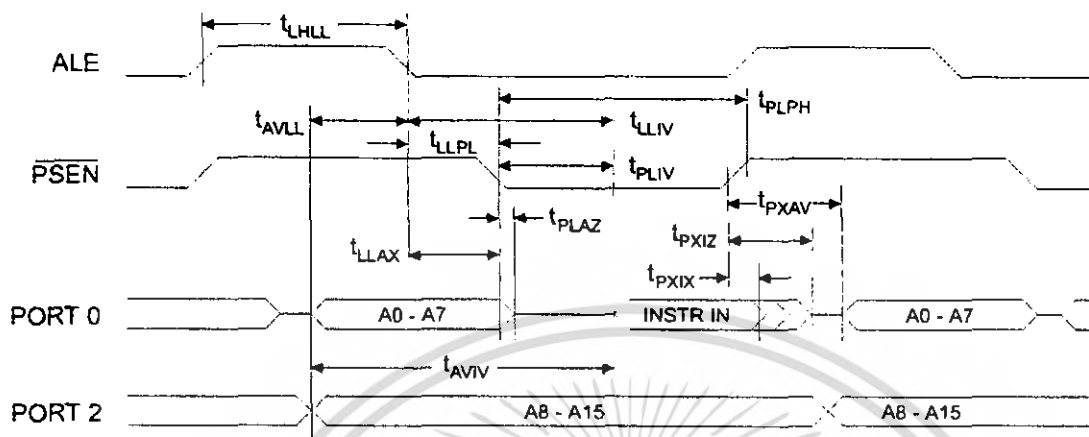 tLHLL
ALE
tPLPH
tAVLL
tLLIV
tLLPL
PSEN
tPLIV
tPXAV
tPLAZ
tPXIZ
tLLAX
tPXIX
PORT 0
A0 - A7
INSTR IN
A0 - A7
tAVIV
PORT 2
A8 - A15
A8 - A15